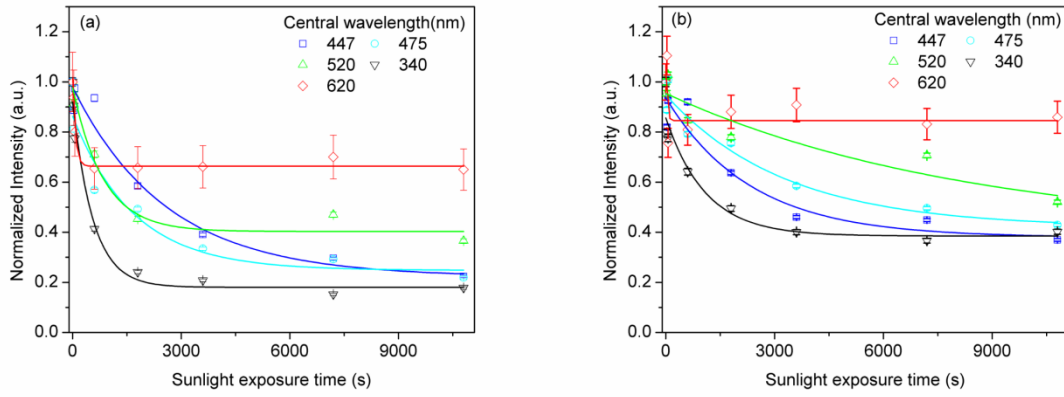 (a)
Central wavelength(nm)
447 475
520 340
620
1.2
1.0
0.8
0.6
0.4
0.2
0.0
Normalized Intensity (a.u.)
0 3000 6000 9000
Sunlight exposure time (s)
(b)
Central wavelength (nm)
447 475
520 340
620
1.2
1.0
0.8
0.6
0.4
0.2
0.0
Normalized Intensity (a.u.)
0 3000 6000 9000
Sunlight exposure time (s)